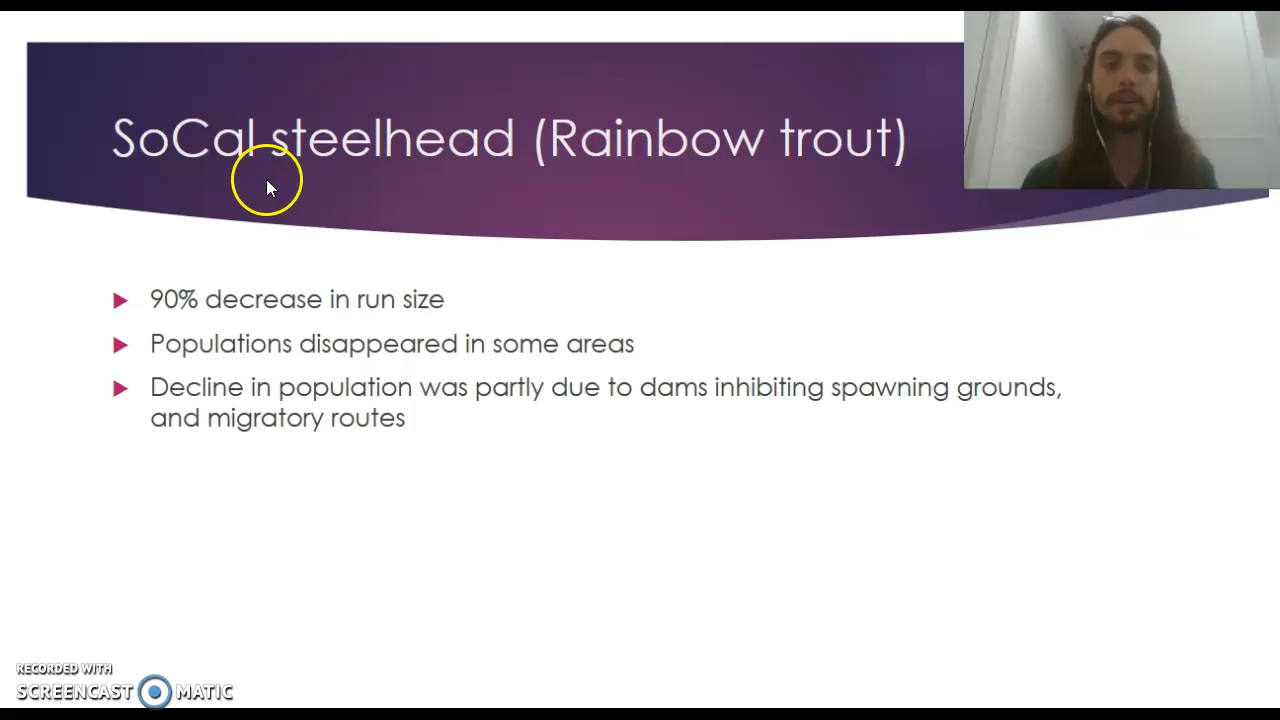 SoCal steelhead (Rainbow trout)
90% decrease in run size
Populations disappeared in some areas
Decline in population was partly due to dams inhibiting spawning grounds,
and migratory routes
RECORDED WITH
SCREENCAST MATIC